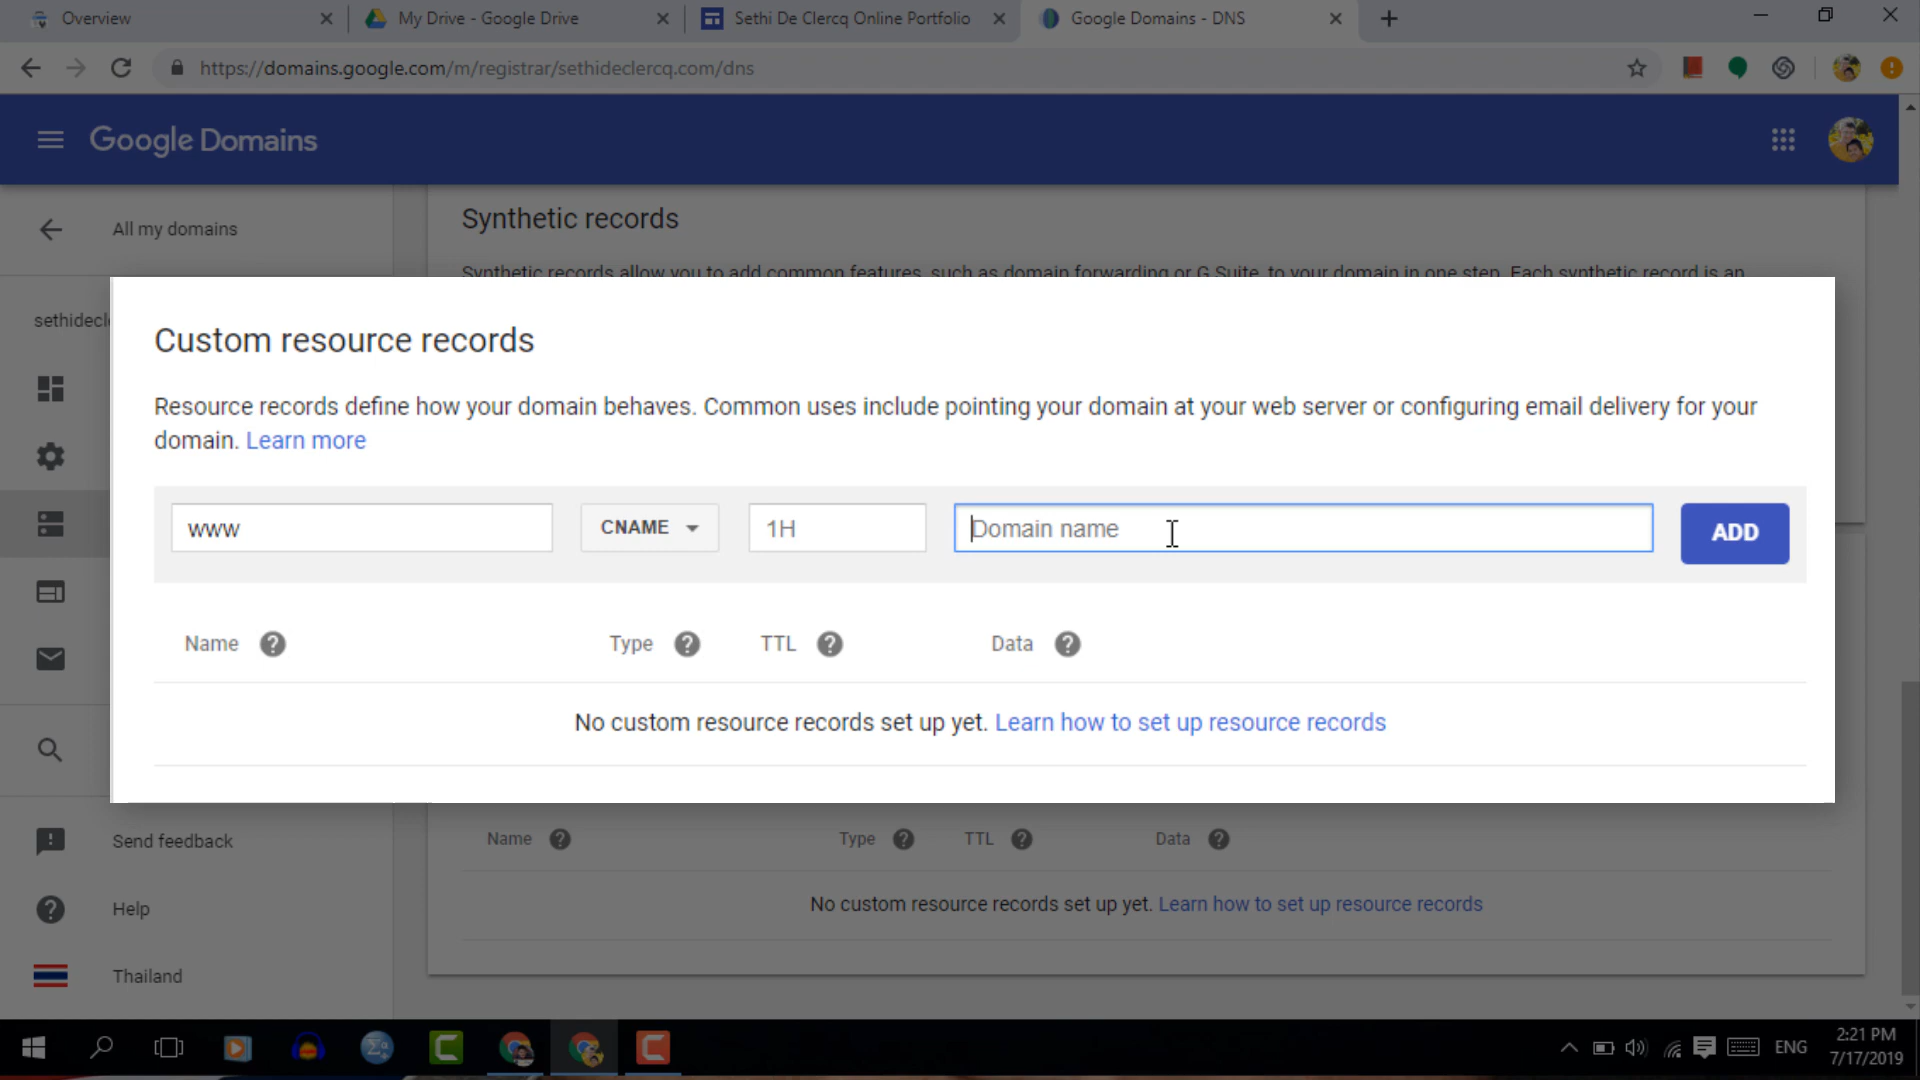 Overview
My Drive - Google Drive
Sethi De Clercq Online Portfolio
Google Domains - DNS
https://domains.google.com/m/registrar/sethideclercq.com/dns
Google Domains
All my domains
Synthetic records
Synthetic records allow you to add common features, such as domain forwarding or G Suite, to your domain in one step. Each synthetic record is an
sethidecl
Custom resource records
Resource records define how your domain behaves. Common uses include pointing your domain at your web server or configuring email delivery for your
domain. Learn more
www
CNAME
1H
Domain name
ADD
Name
Type
TTL
Data
No custom resource records set up yet. Learn how to set up resource records
Name
Type
TTL
Data
No custom resource records set up yet. Learn how to set up resource records
Send feedback
Help
Thailand
ENG
2:21 PM
7/17/2019